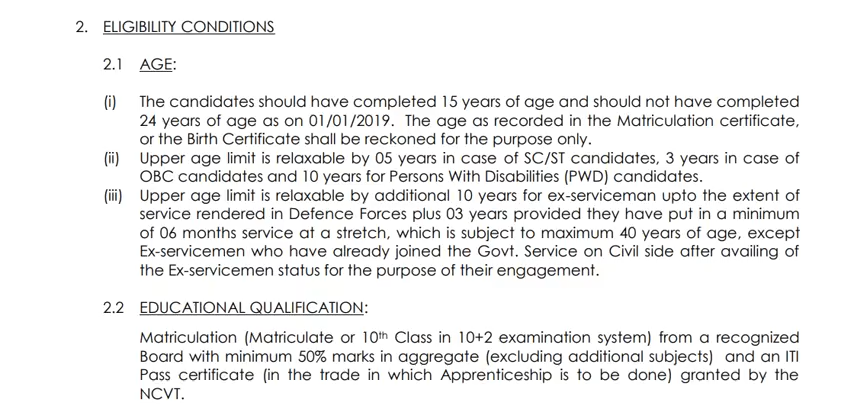 2. ELIGIBILITY CONDITIONS
2.1 AGE:
(i) The candidates should have completed 15 years of age and should not have completed
24 years of age as on 01/01/2019. The age as recorded in the Matriculation certificate,
or the Birth Certificate shall be reckoned for the purpose only.
(ii) Upper age limit is relaxable by 05 years in case of SC/ST candidates, 3 years in case of
OBC candidates and 10 years for Persons With Disabilities (PWD) candidates.
(iii) Upper age limit is relaxable by additional 10 years for ex-serviceman upto the extent of
service rendered in Defence Forces plus 03 years provided they have put in a minimum
of 06 months service at a stretch, which is subject to maximum 40 years of age, except
Ex-servicemen who have already joined the Govt. Service on Civil side after availing of
the Ex-servicemen status for the purpose of their engagement.
2.2 EDUCATIONAL QUALIFICATION:
Matriculation (Matriculate or 10th Class in 10+2 examination system) from a recognized
Board with minimum 50% marks in aggregate (excluding additional subjects) and an ITI
Pass certificate (in the trade in which Apprenticeship is to be done) granted by the
NCVT.